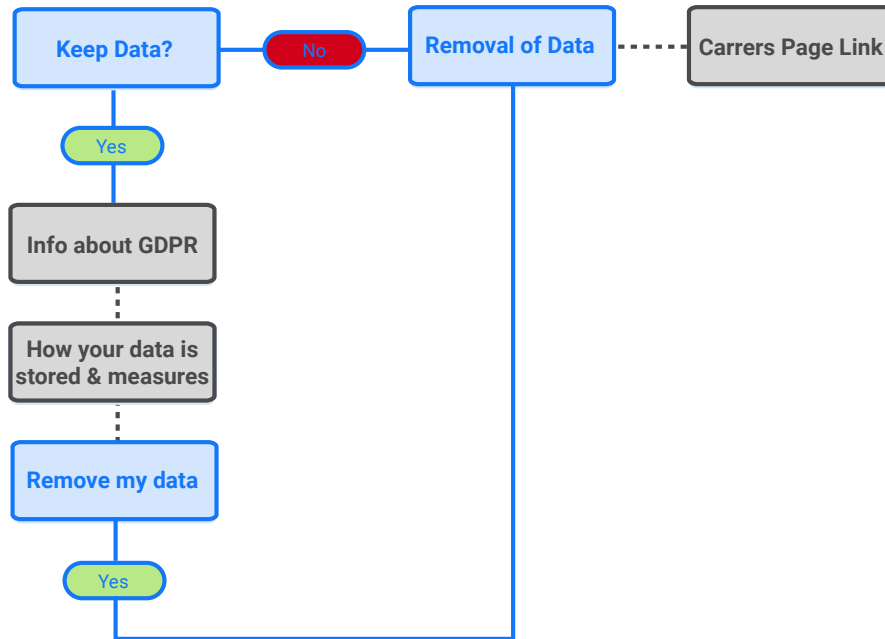 Keep Data?
No
Removal of Data
Carrers Page Link
Yes
Info about GDPR
How your data is
stored & measures
Remove my data
Yes